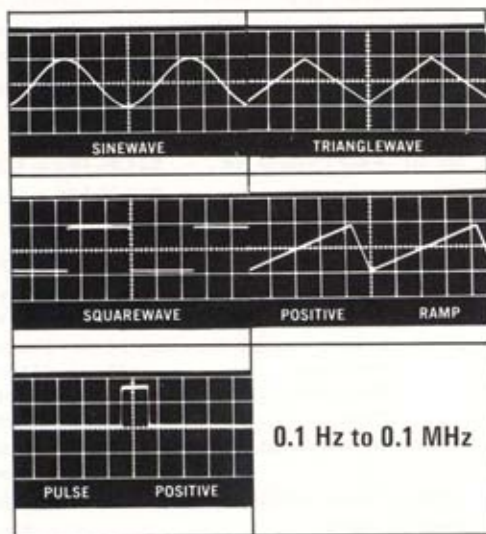 SINEWAVE
TRIANGLEWAVE
SQUAREWAVE
POSITIVE RAMP
0.1 Hz to 0.1 MHz
PULSE POSITIVE